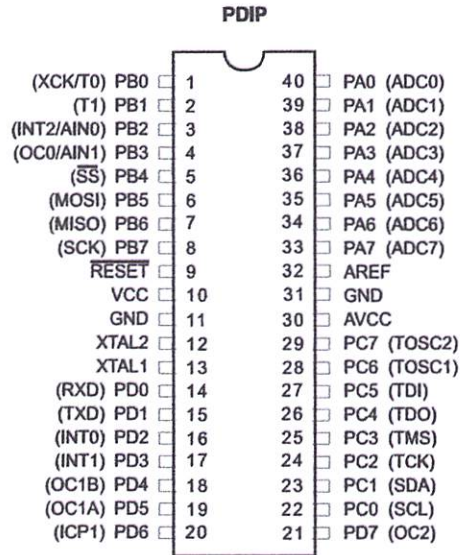 PDIP
(XCK/T0) PB0 1 40 PA0 (ADC0)
(T1) PB1 2 39 PA1 (ADC1)
(INT2/AIN0) PB2 3 38 PA2 (ADC2)
(OC0/AIN1) PB3 4 37 PA3 (ADC3)
(SS) PB4 5 36 PA4 (ADC4)
(MOSI) PB5 6 35 PA5 (ADC5)
(MISO) PB6 7 34 PA6 (ADC6)
(SCK) PB7 8 33 PA7 (ADC7)
RESET 9 32 AREF
VCC 10 31 GND
GND 11 30 AVCC
XTAL2 12 29 PC7 (TOSC2)
XTAL1 13 28 PC6 (TOSC1)
(RXD) PD0 14 27 PC5 (TDI)
(TXD) PD1 15 26 PC4 (TDO)
(INT0) PD2 16 25 PC3 (TMS)
(INT1) PD3 17 24 PC2 (TCK)
(OC1B) PD4 18 23 PC1 (SDA)
(OC1A) PD5 19 22 PC0 (SCL)
(ICP1) PD6 20 21 PD7 (OC2)